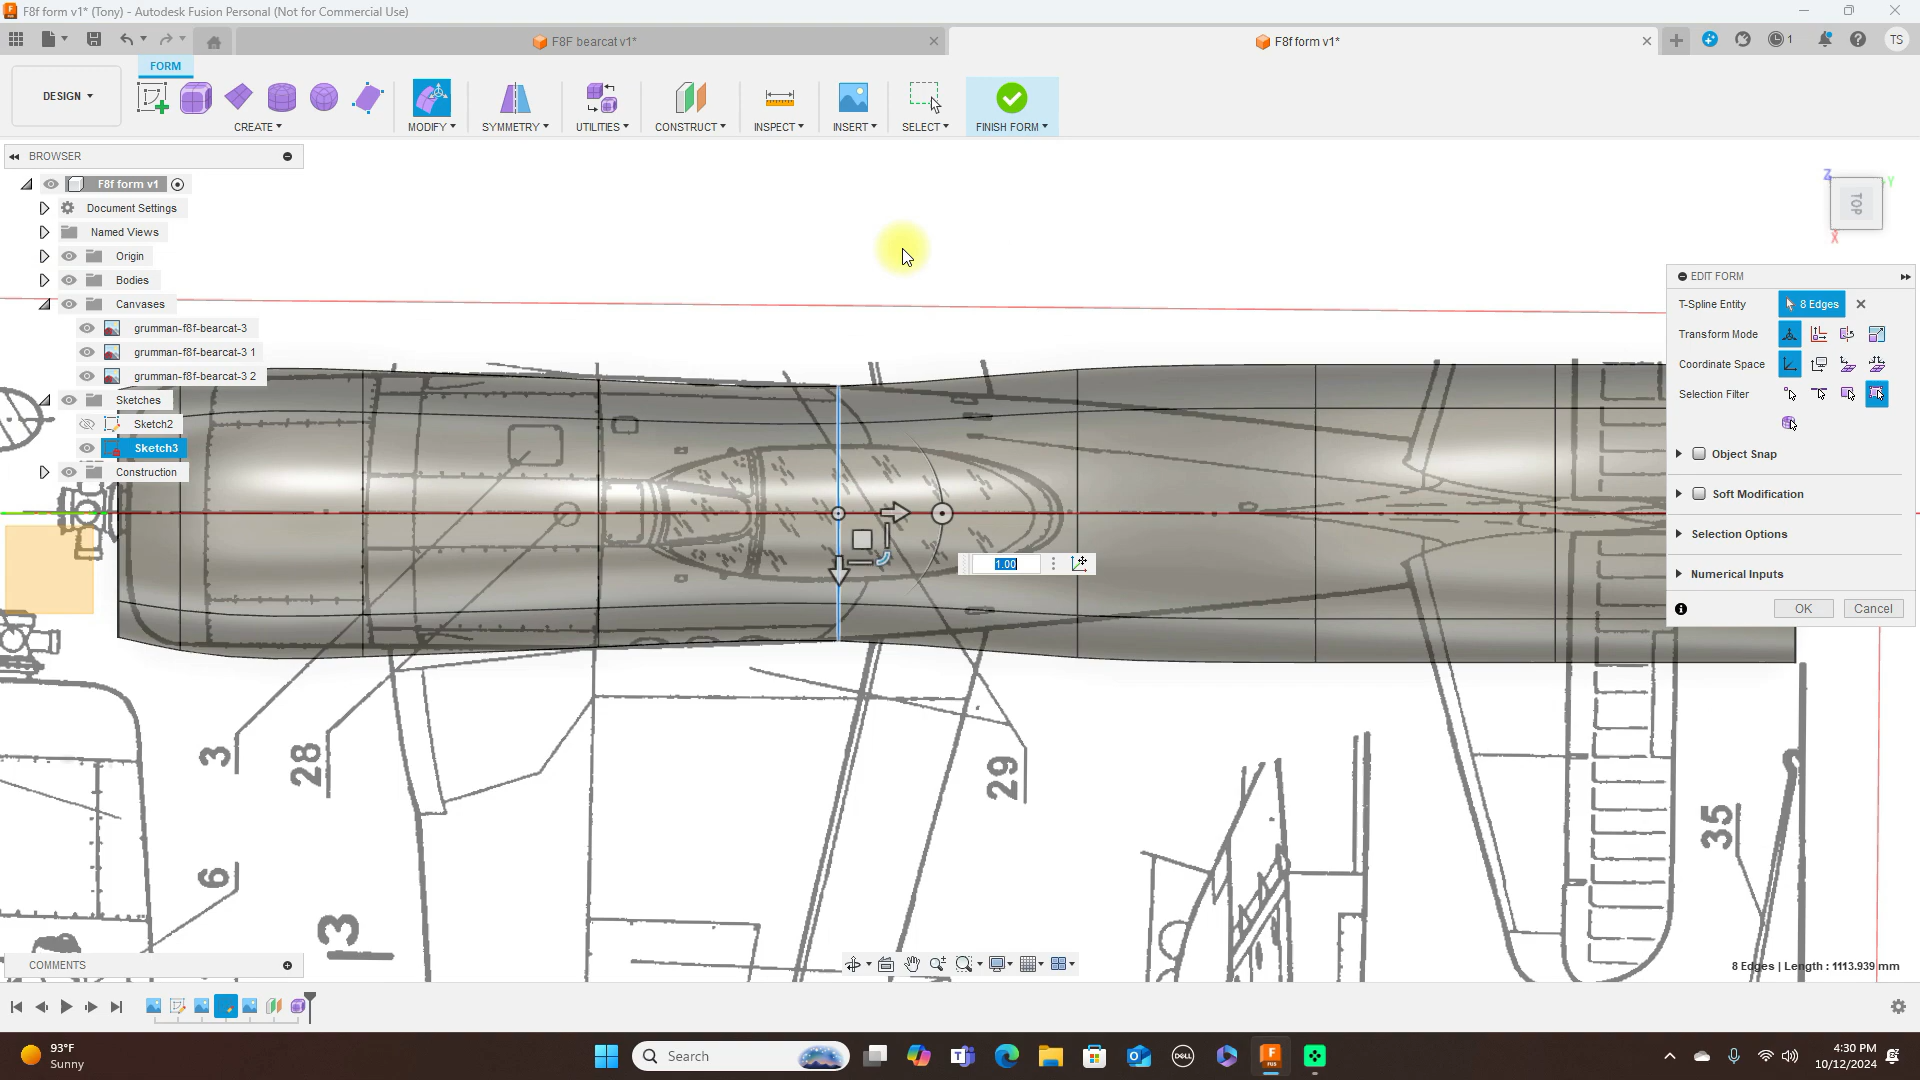 F8f form v1* (Tony) - Autodesk Fusion Personal (Not for Commercial Use)
F8F bearcat v1*
F8f form v1*
1
TS
FORM
DESIGN
CREATE
MODIFY
SYMMETRY
UTILITIES
CONSTRUCT
INSPECT
INSERT
SELECT
FINISH FORM
BROWSER
F8f form v1
Document Settings
Named Views
Origin
Bodies
Canvases
grumman-f8f-bearcat-3
grumman-f8f-bearcat-3 1
grumman-f8f-bearcat-3 2
Sketches
Sketch2
Sketch3
Construction
Z
Y
TOP
X
EDIT FORM
T-Spline Entity
8 Edges
Transform Mode
Coordinate Space
Selection Filter
Object Snap
Soft Modification
Selection Options
Numerical Inputs
OK
Cancel
1.00
3
28
29
6
3
35
COMMENTS
8 Edges | Length : 1113.939 mm
93°F
Sunny
Search
DELL
FUS
4:30 PM
10/12/2024